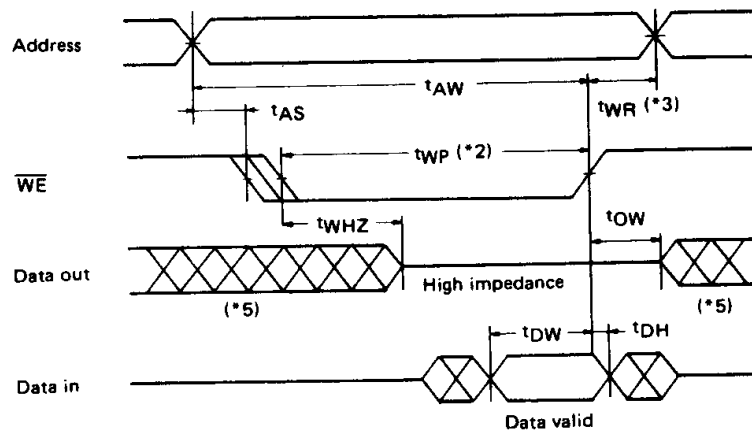 Address
tAW
tAS
tWR (*3)
tWP (*2)
WE
tWHZ
tOW
Data out
High impedance
(*5)
(*5)
tDW
tDH
Data in
Data valid